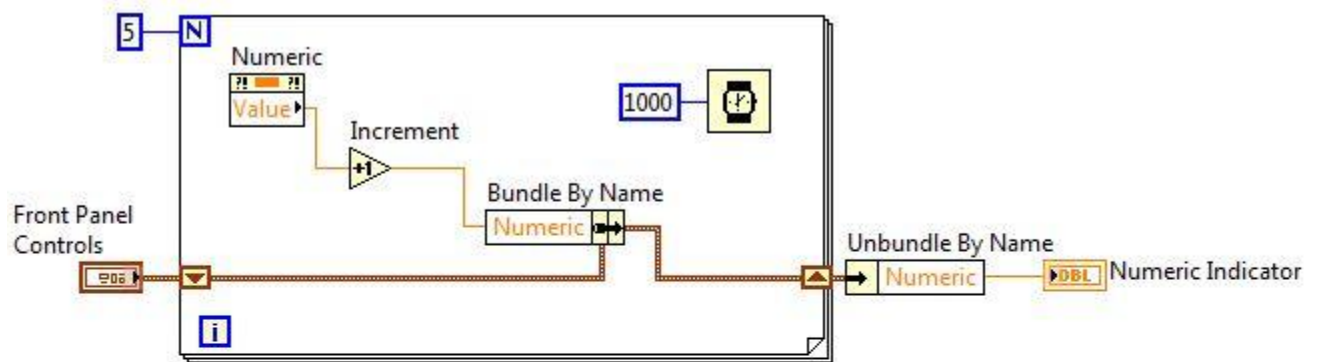 5
N
Numeric
?! ?!
Value
1000
Increment
+1
Bundle By Name
Numeric
Front Panel
Controls
Unbundle By Name
Numeric
DBL
Numeric Indicator
i